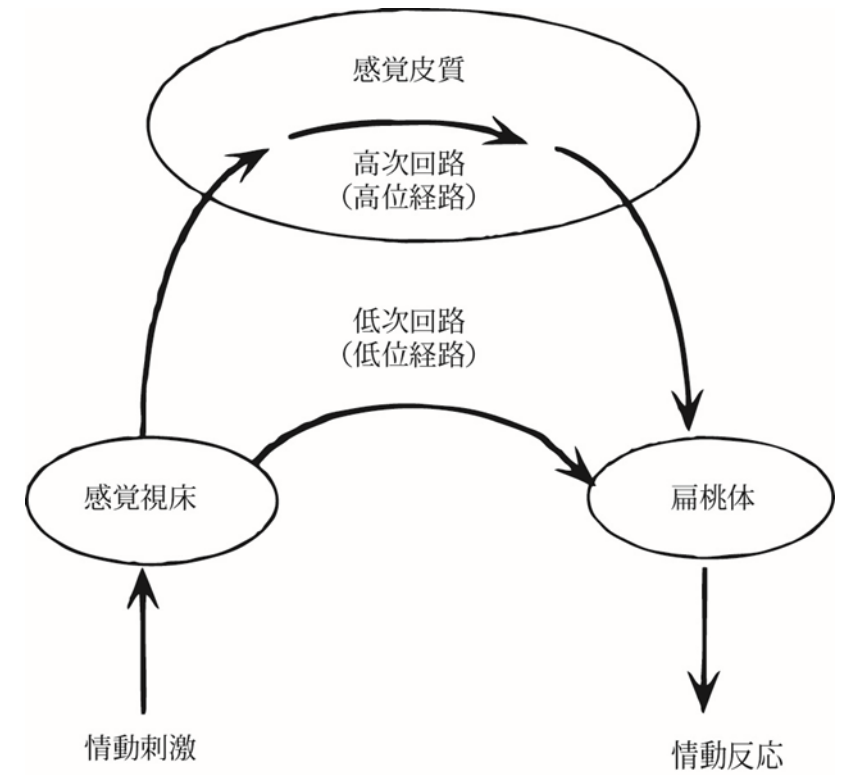 感覚皮質
高次回路
（高位経路）
低次回路
（低位経路）
感覚視床
扁桃体
情動刺激
情動反応